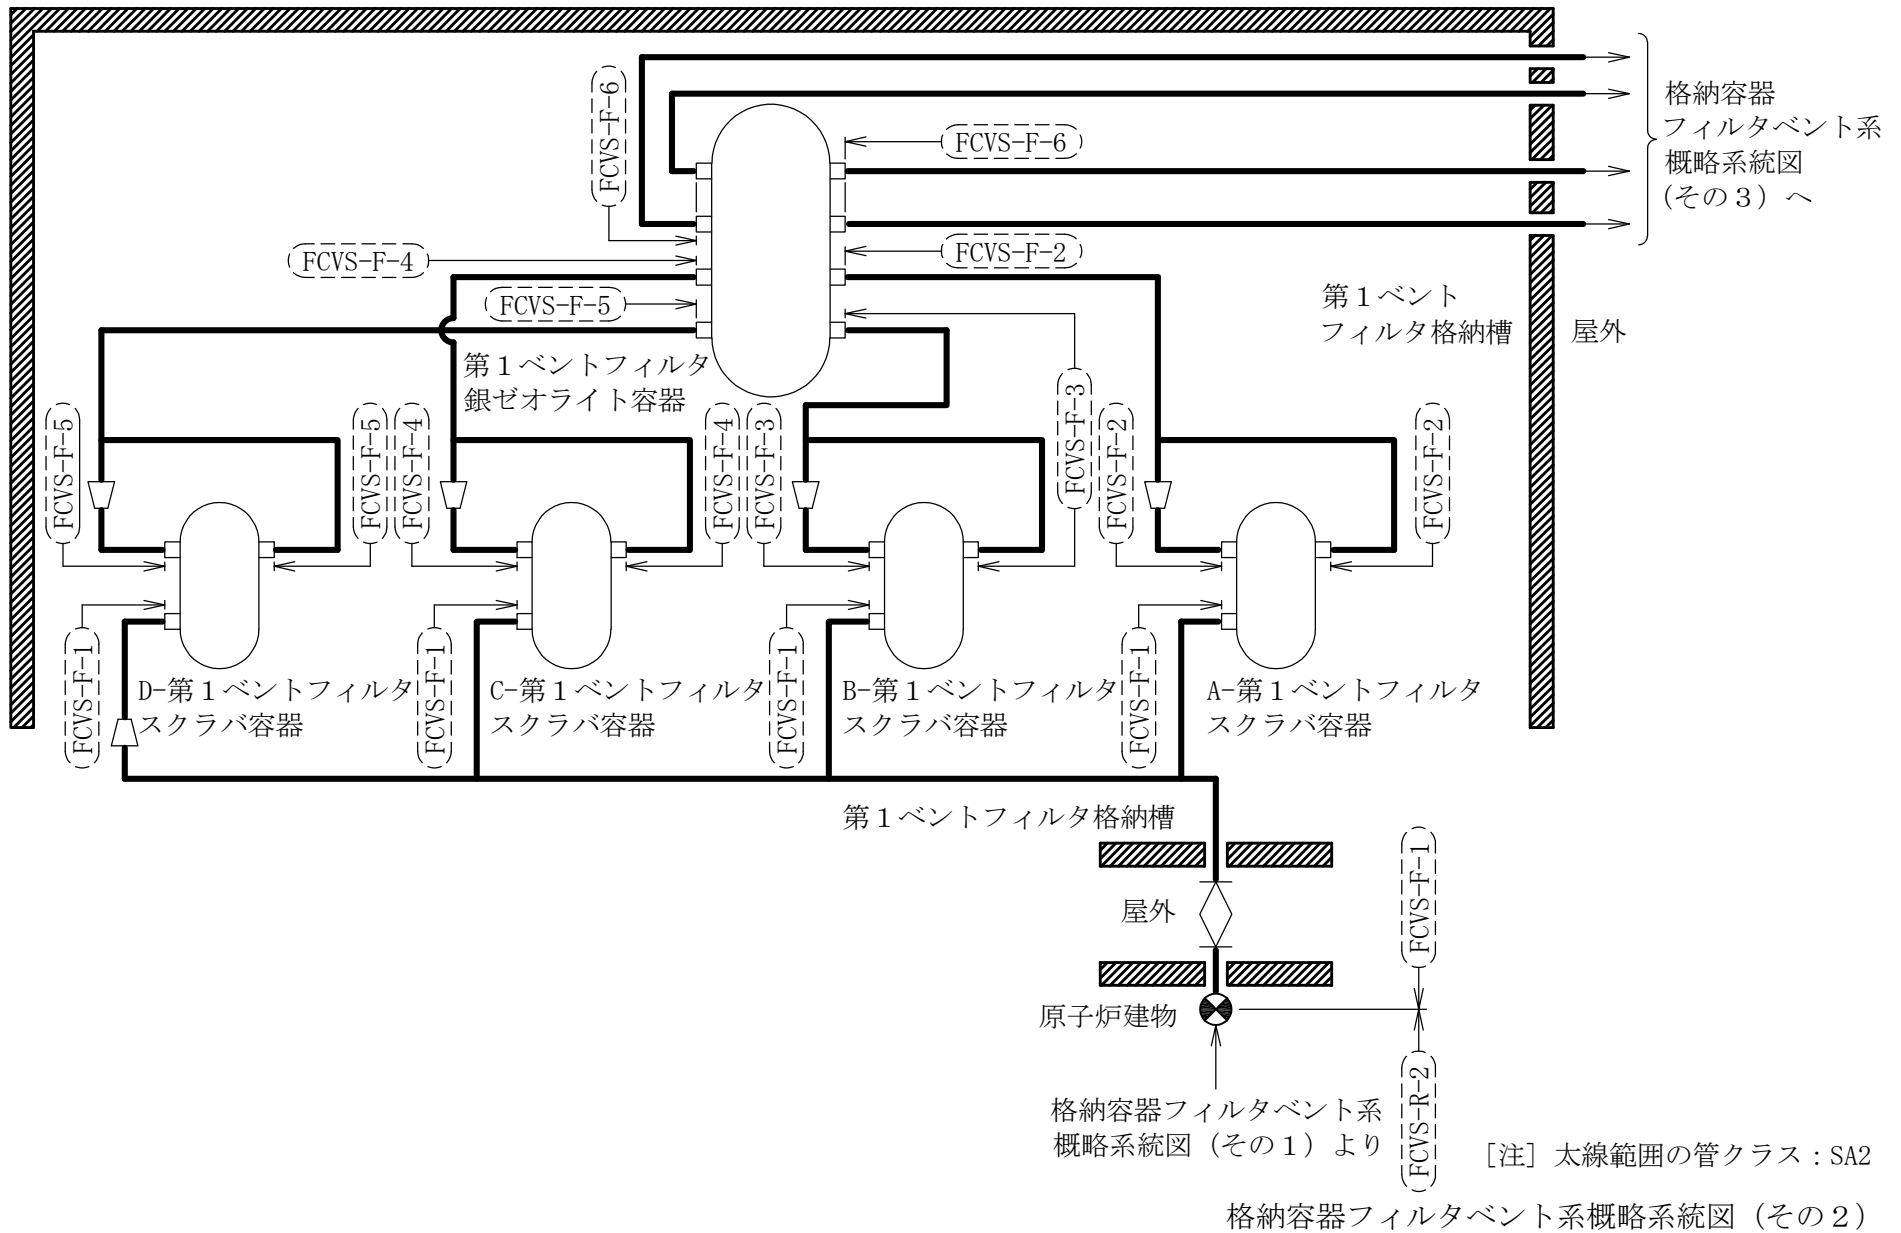 FCVS-F-6
FCVS-F-6
格納容器
フィルタベント系
概略系統図
（その３）へ
FCVS-F-4
FCVS-F-2
FCVS-F-5
第１ベント
フィルタ格納槽
屋外
第１ベントフィルタ
銀ゼオライト容器
FCVS-F-5
FCVS-F-5
FCVS-F-4
FCVS-F-4
FCVS-F-3
FCVS-F-3
FCVS-F-2
FCVS-F-2
FCVS-F-1
D-第１ベントフィルタ
スクラバ容器
FCVS-F-1
C-第１ベントフィルタ
スクラバ容器
FCVS-F-1
B-第１ベントフィルタ
スクラバ容器
FCVS-F-1
A-第１ベントフィルタ
スクラバ容器
第１ベントフィルタ格納槽
屋外
FCVS-F-1
原子炉建物
格納容器フィルタベント系
概略系統図（その１）より
FCVS-R-2
［注］太線範囲の管クラス：SA2
格納容器フィルタベント系概略系統図（その２）